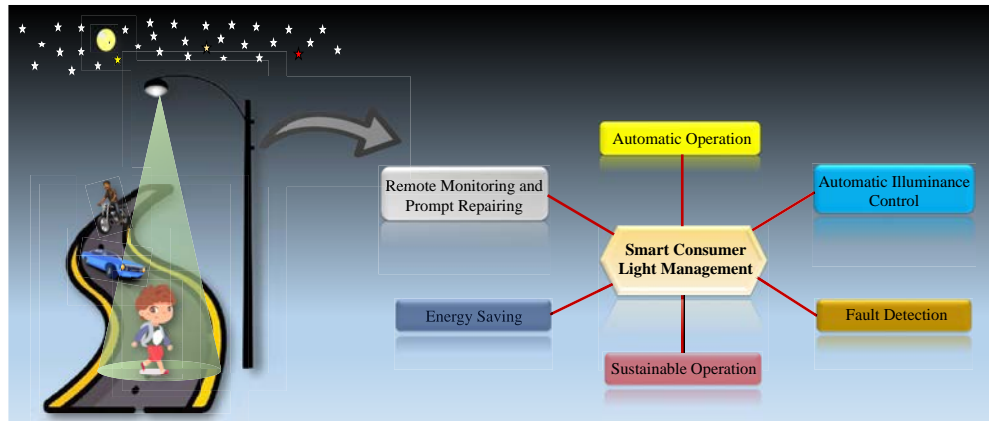 Automatic Operation
Remote Monitoring and
Prompt Repairing
Automatic Illuminance
Control
Smart Consumer
Light Management
Energy Saving
Fault Detection
Sustainable Operation